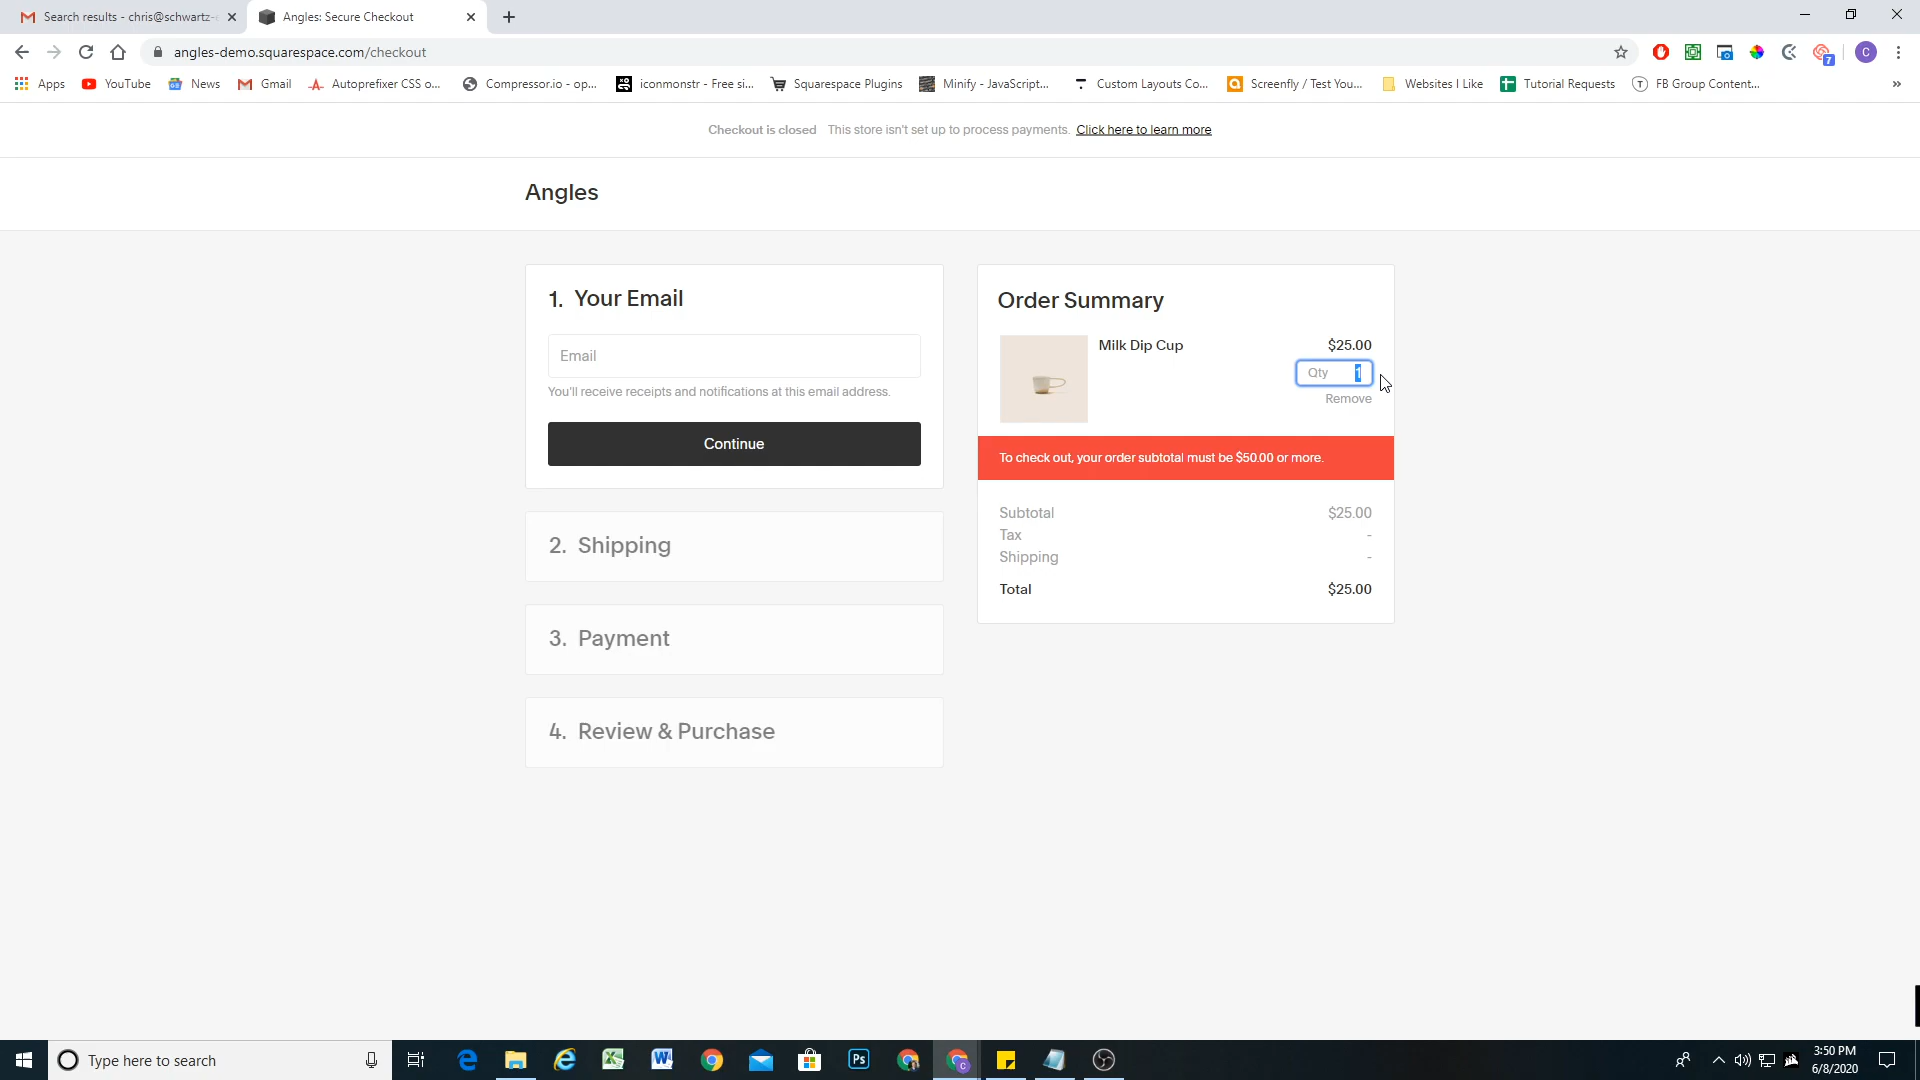 Search results - chris@schwartz-
Angles: Secure Checkout
angles-demo.squarespace.com/checkout
7
C
Apps
YouTube
News
Gmail
Autoprefixer CSS o...
Compressor.io - op...
iconmonstr - Free si...
Squarespace Plugins
Minify - JavaScript...
Custom Layouts Co...
Screenfly / Test You...
Websites I Like
Tutorial Requests
FB Group Content...
Checkout is closed This store isn't set up to process payments. Click here to learn more
Angles
1. Your Email
Email
You'll receive receipts and notifications at this email address.
Continue
2. Shipping
3. Payment
4. Review & Purchase
Order Summary
Milk Dip Cup $25.00
Qty 1
Remove
To check out, your order subtotal must be $50.00 or more.
Subtotal $25.00
Tax -
Shipping -
Total $25.00
Type here to search
Ps
3:50 PM
6/8/2020